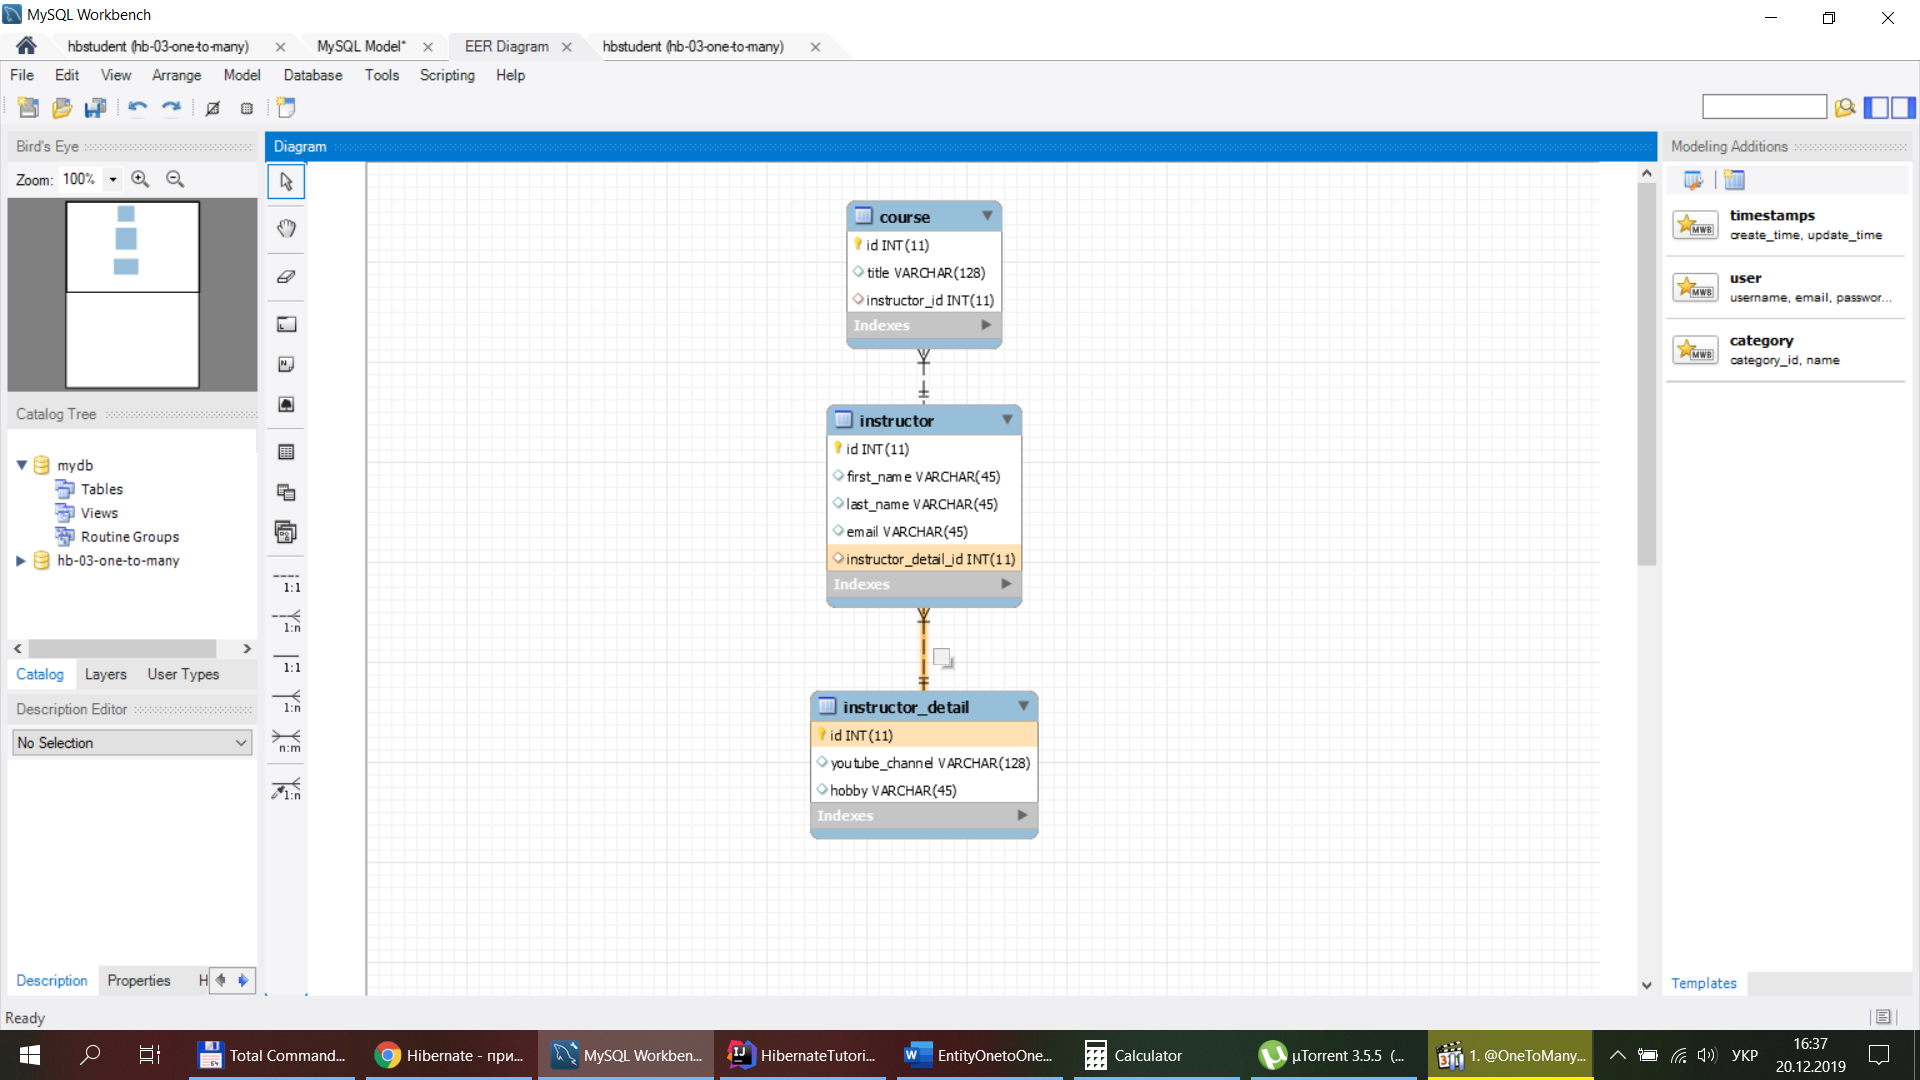 MySQL Workbench
hbstudent (hb-03-one-to-many)
MySQL Model*
EER Diagram
hbstudent (hb-03-one-to-many)
File Edit View Arrange Model Database Tools Scripting Help
Bird's Eye
Zoom: 100%
Catalog Tree
mydb
Tables
Views
Routine Groups
hb-03-one-to-many
Catalog Layers User Types
Description Editor
No Selection
Description Properties H
Ready
Diagram
1:1
1:n
1:1
1:n
n:m
1:n
course
id INT(11)
title VARCHAR(128)
instructor_id INT(11)
Indexes
instructor
id INT(11)
first_name VARCHAR(45)
last_name VARCHAR(45)
email VARCHAR(45)
instructor_detail_id INT(11)
Indexes
instructor_detail
id INT(11)
youtube_channel VARCHAR(128)
hobby VARCHAR(45)
Indexes
Modeling Additions
MWB
timestamps
create_time, update_time
MWB
user
username, email, passwor...
MWB
category
category_id, name
Templates
64
Total Command...
Hibernate - при...
MySQL Workben...
HibernateTutori...
EntityOnetoOne...
Calculator
µTorrent 3.5.5 (...
1. @OneToMany...
УКР
16:37
20.12.2019